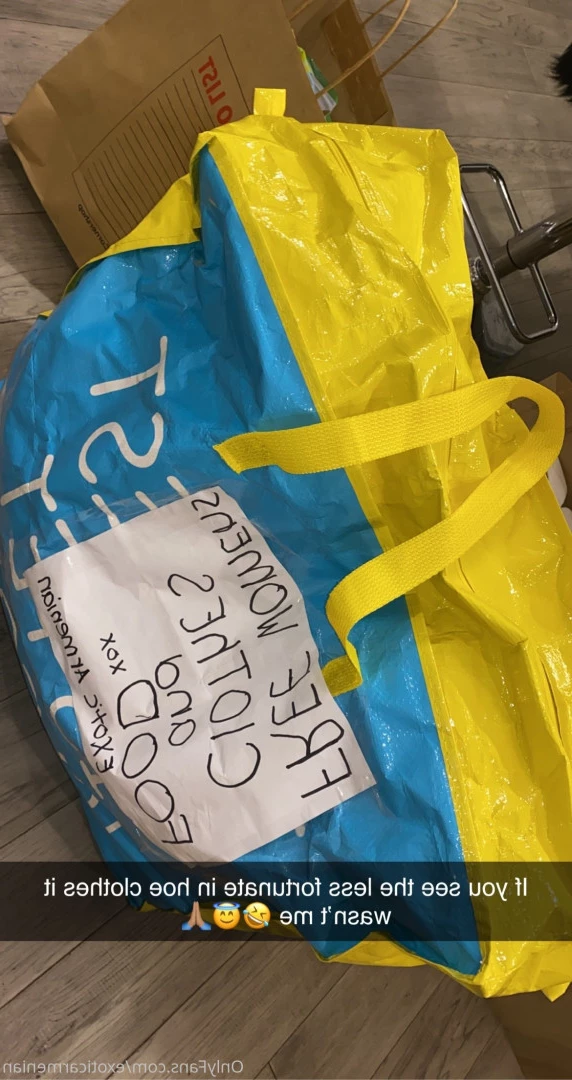 O LIST
FREE WOMENS
CLOTHES
and
FOOD
xox
EXOTIC ARMENIAN
If you see the less fortunate in hoe clothes it
wasn't me 🤣😇🙏🏽
OnlyFans.com/exoticarmenian